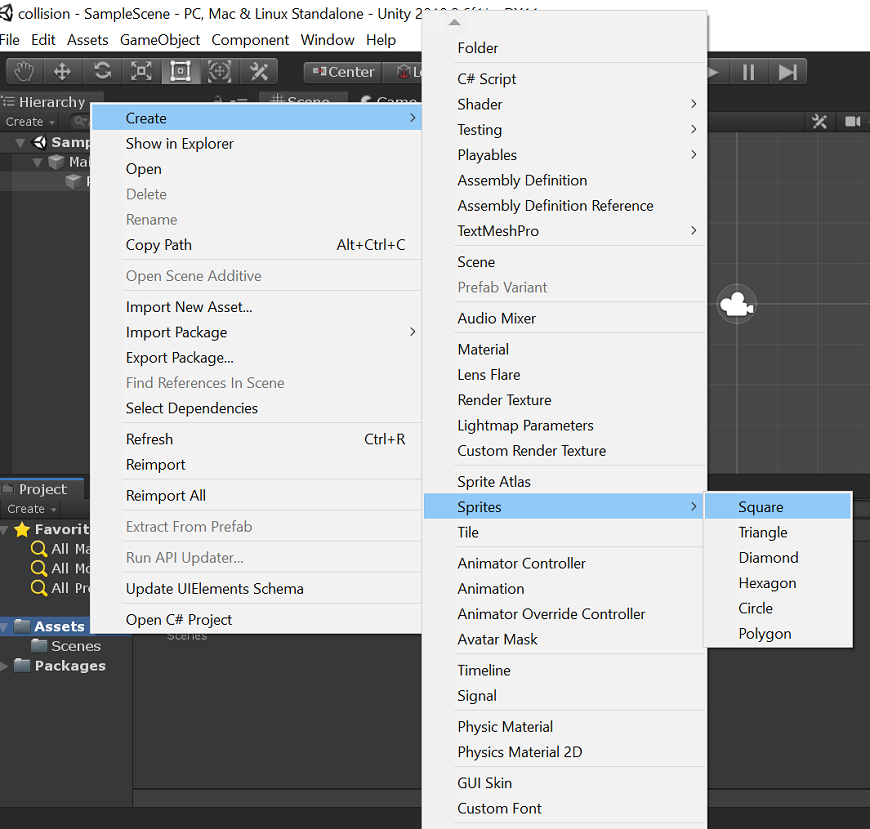 collision - SampleScene - PC, Mac & Linux Standalone - Unity
File Edit Assets GameObject Component Window Help
Center
Hierarchy
Scene
Game
Create
Create
Show in Explorer
Open
Delete
Rename
Copy Path Alt+Ctrl+C
Open Scene Additive
Import New Asset...
Import Package
Export Package...
Find References In Scene
Select Dependencies
Refresh Ctrl+R
Reimport
Reimport All
Extract From Prefab
Run API Updater...
Update UIElements Schema
Open C# Project
Folder
C# Script
Shader
Testing
Playables
Assembly Definition
Assembly Definition Reference
TextMeshPro
Scene
Prefab Variant
Audio Mixer
Material
Lens Flare
Render Texture
Lightmap Parameters
Custom Render Texture
Sprite Atlas
Sprites
Tile
Animator Controller
Animation
Animator Override Controller
Avatar Mask
Timeline
Signal
Physic Material
Physics Material 2D
GUI Skin
Custom Font
Square
Triangle
Diamond
Hexagon
Circle
Polygon
Project
Create
Favorit
All Ma
All Mo
All Pre
Assets
Scenes
Packages
Scenes